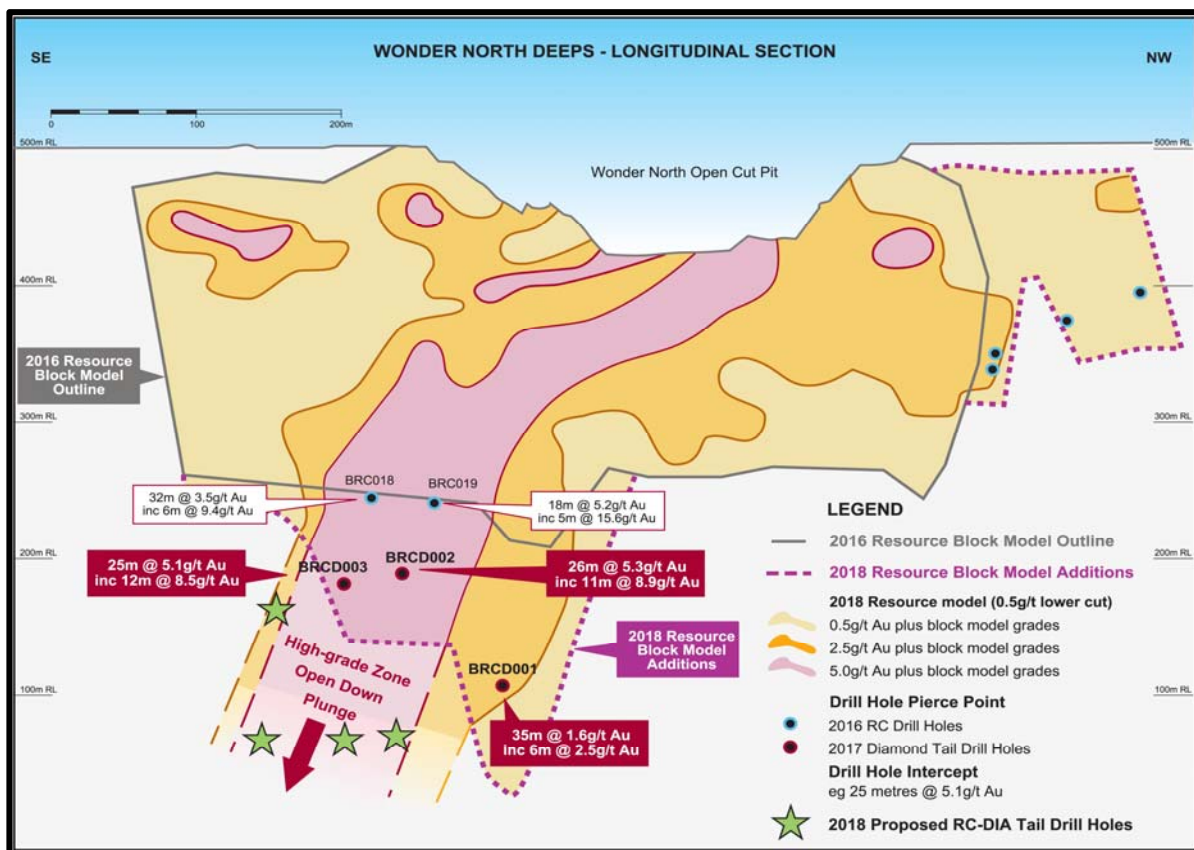 WONDER NORTH DEEPS - LONGITUDINAL SECTION
SE
NW
0
100
200m
500m RL
500m RL
Wonder North Open Cut Pit
400m RL
400m RL
2016 Resource
Block Model
Outline
300m RL
300m RL
BRC018
BRC019
32m @ 3.5g/t Au
inc 6m @ 9.4g/t Au
18m @ 5.2g/t Au
inc 5m @ 15.6g/t Au
200m RL
200m RL
25m @ 5.1g/t Au
inc 12m @ 8.5g/t Au
BRCD003
BRCD002
26m @ 5.3g/t Au
inc 11m @ 8.9g/t Au
High-grade Zone
Open Down
Plunge
2018 Resource
Block Model
Additions
BRCD001
100m RL
100m RL
35m @ 1.6g/t Au
Inc 6m @ 2.5g/t Au
LEGEND
2016 Resource Block Model Outline
2018 Resource Block Model Additions
2018 Resource model (0.5g/t lower cut)
0.5g/t Au plus block model grades
2.5g/t Au plus block model grades
5.0g/t Au plus block model grades
Drill Hole Pierce Point
2016 RC Drill Holes
2017 Diamond Tail Drill Holes
Drill Hole Intercept
eg 25 metres @ 5.1g/t Au
2018 Proposed RC-DIA Tail Drill Holes